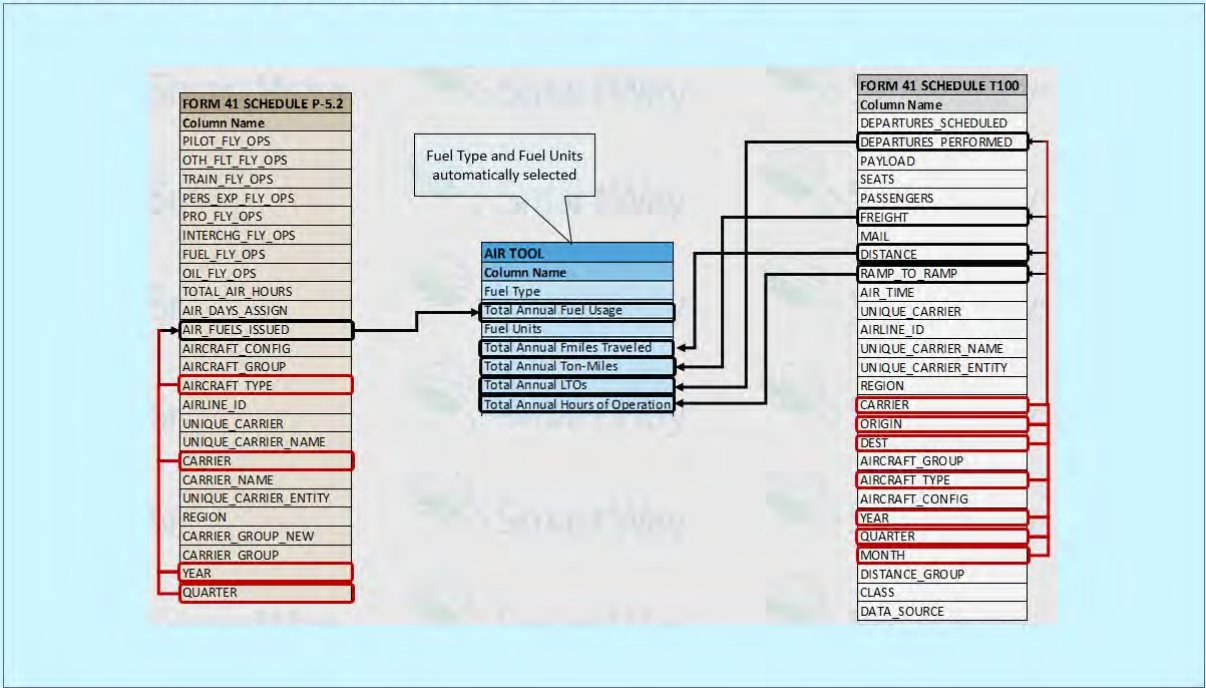 FORM 41 SCHEDULE P-5.2
Column Name
PILOT_FLY_OPS
OTH_FLT_FLY_OPS
TRAIN_FLY_OPS
PERS_EXP_FLY_OPS
PRO_FLY_OPS
INTERCHG_FLY_OPS
FUEL_FLY_OPS
OIL_FLY_OPS
TOTAL_AIR_HOURS
AIR_DAYS_ASSIGN
AIR_FUELS_ISSUED
AIRCRAFT_CONFIG
AIRCRAFT_GROUP
AIRCRAFT_TYPE
AIRLINE_ID
UNIQUE_CARRIER
UNIQUE_CARRIER_NAME
CARRIER
CARRIER_NAME
UNIQUE_CARRIER_ENTITY
REGION
CARRIER_GROUP_NEW
CARRIER_GROUP
YEAR
QUARTER
Fuel Type and Fuel Units
automatically selected
AIR TOOL
Column Name
Fuel Type
Total Annual Fuel Usage
Fuel Units
Total Annual Fmiles Traveled
Total Annual Ton-Miles
Total Annual LTOs
Total Annual Hours of Operation
FORM 41 SCHEDULE T100
Column Name
DEPARTURES_SCHEDULED
DEPARTURES_PERFORMED
PAYLOAD
SEATS
PASSENGERS
FREIGHT
MAIL
DISTANCE
RAMP_TO_RAMP
AIR_TIME
UNIQUE_CARRIER
AIRLINE_ID
UNIQUE_CARRIER_NAME
UNIQUE_CARRIER_ENTITY
REGION
CARRIER
ORIGIN
DEST
AIRCRAFT_GROUP
AIRCRAFT_TYPE
AIRCRAFT_CONFIG
YEAR
QUARTER
MONTH
DISTANCE_GROUP
CLASS
DATA_SOURCE
SmartWay
SmartWay
SmartWay